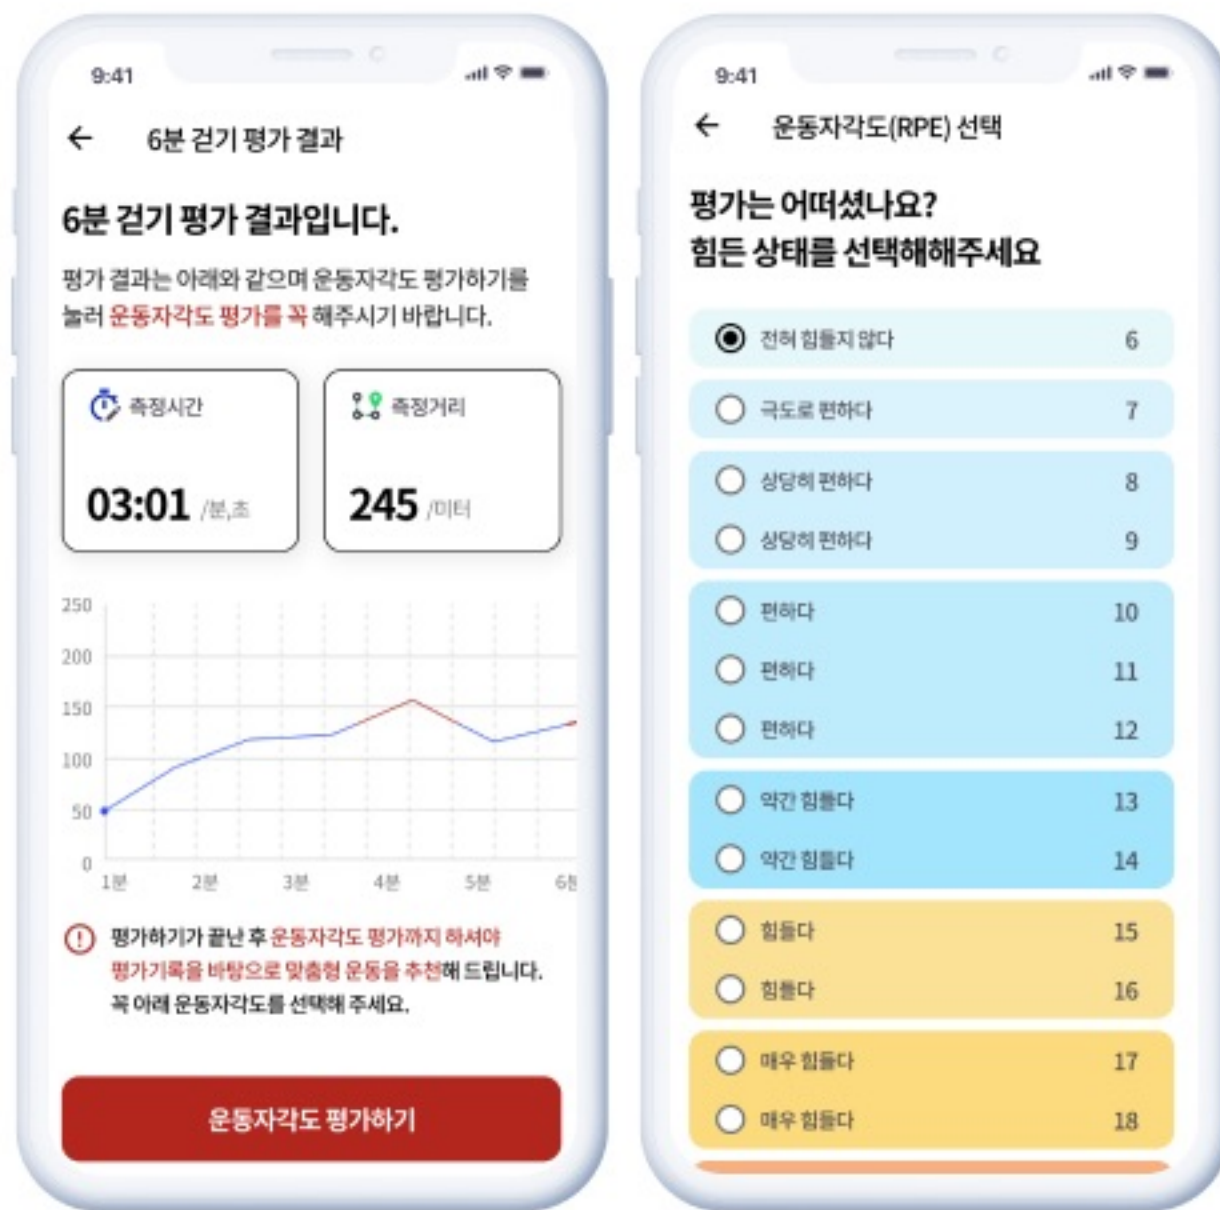 9:41
6분 걷기 평가 결과
6분 걷기 평가 결과입니다.
평가 결과는 아래와 같으며 운동자각도 평가하기를
눌러 운동자각도 평가를 꼭 해주시기 바랍니다.
측정시간
03:01 /분,초
측정거리
245 /미터
250
200
150
100
50
0
1분 2분 3분 4분 5분 6분
평가하기가 끝난 후 운동자각도 평가까지 하셔야
평가기록을 바탕으로 맞춤형 운동을 추천해 드립니다.
꼭 아래 운동자각도를 선택해 주세요.
운동자각도 평가하기
9:41
운동자각도(RPE) 선택
평가는 어떠셨나요?
힘든 상태를 선택해해주세요
전혀 힘들지 않다 6
극도로 편하다 7
상당히 편하다 8
상당히 편하다 9
편하다 10
편하다 11
편하다 12
약간 힘들다 13
약간 힘들다 14
힘들다 15
힘들다 16
매우 힘들다 17
매우 힘들다 18